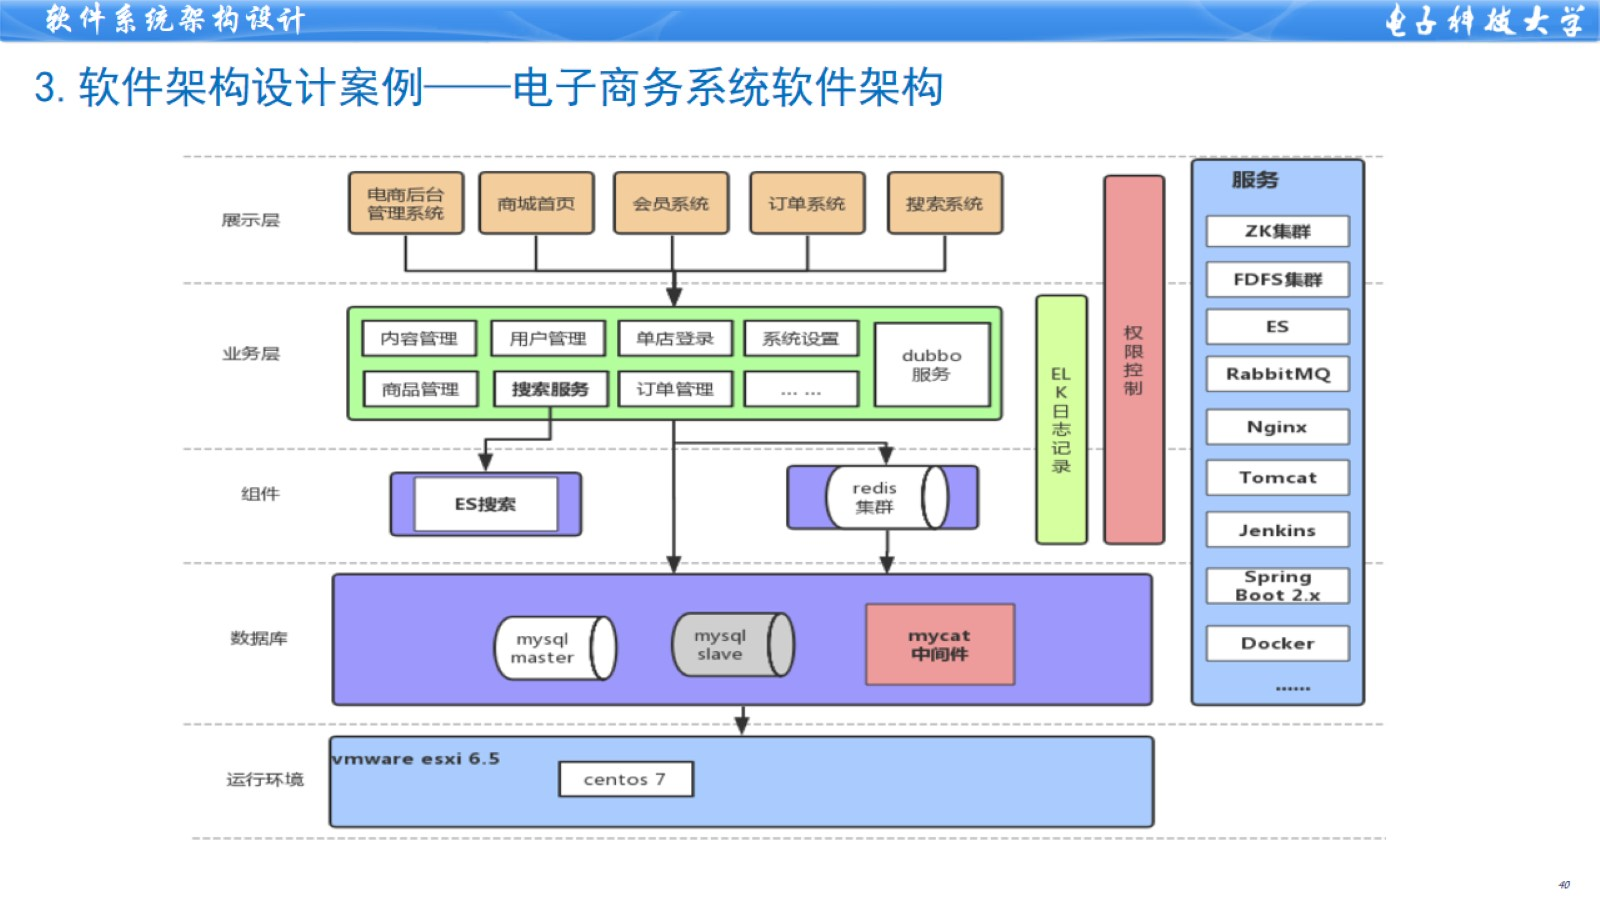 软件系统架构设计
电子科技大学
3. 软件架构设计案例——电子商务系统软件架构
展示层
电商后台
管理系统
商城首页
会员系统
订单系统
搜索系统
业务层
内容管理
用户管理
单店登录
系统设置
商品管理
搜索服务
订单管理
... ...
dubbo
服务
组件
ES搜索
redis
集群
EL
K
日
志
记
录
权
限
控
制
数据库
mysql
master
mysql
slave
mycat
中间件
运行环境
vmware esxi 6.5
centos 7
服务
ZK集群
FDFS集群
ES
RabbitMQ
Nginx
Tomcat
Jenkins
Spring
Boot 2.x
Docker
......
40